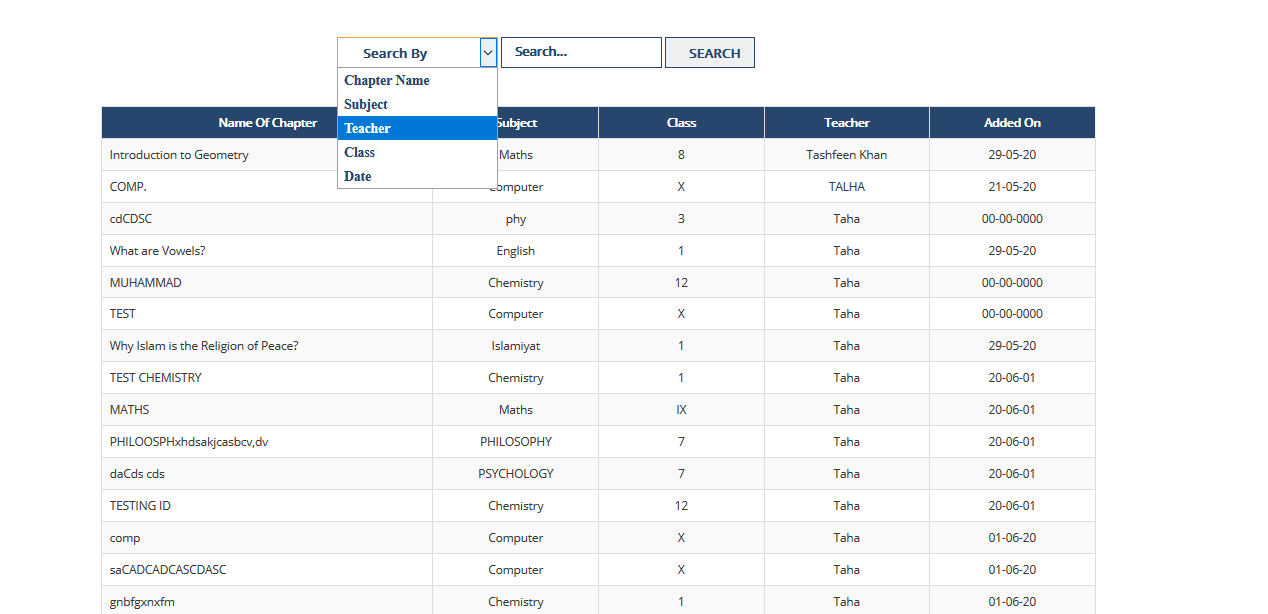 Search By Search... SEARCH
Chapter Name
Subject
Teacher
Class
Date
Name Of Chapter Subject Class Teacher Added On
Introduction to Geometry Maths 8 Tashfeen Khan 29-05-20
COMP. Computer X TALHA 21-05-20
cdCDSC phy 3 Taha 00-00-0000
What are Vowels? English 1 Taha 29-05-20
MUHAMMAD Chemistry 12 Taha 00-00-0000
TEST Computer X Taha 00-00-0000
Why Islam is the Religion of Peace? Islamiyat 1 Taha 29-05-20
TEST CHEMISTRY Chemistry 1 Taha 20-06-01
MATHS Maths IX Taha 20-06-01
PHILOOSPHxhdsakjcasbcv,dv PHILOSOPHY 7 Taha 20-06-01
daCds cds PSYCHOLOGY 7 Taha 20-06-01
TESTING ID Chemistry 12 Taha 20-06-01
comp Computer X Taha 01-06-20
saCADCADCASCDASC Computer X Taha 01-06-20
gnbfgxnxfm Chemistry 1 Taha 01-06-20